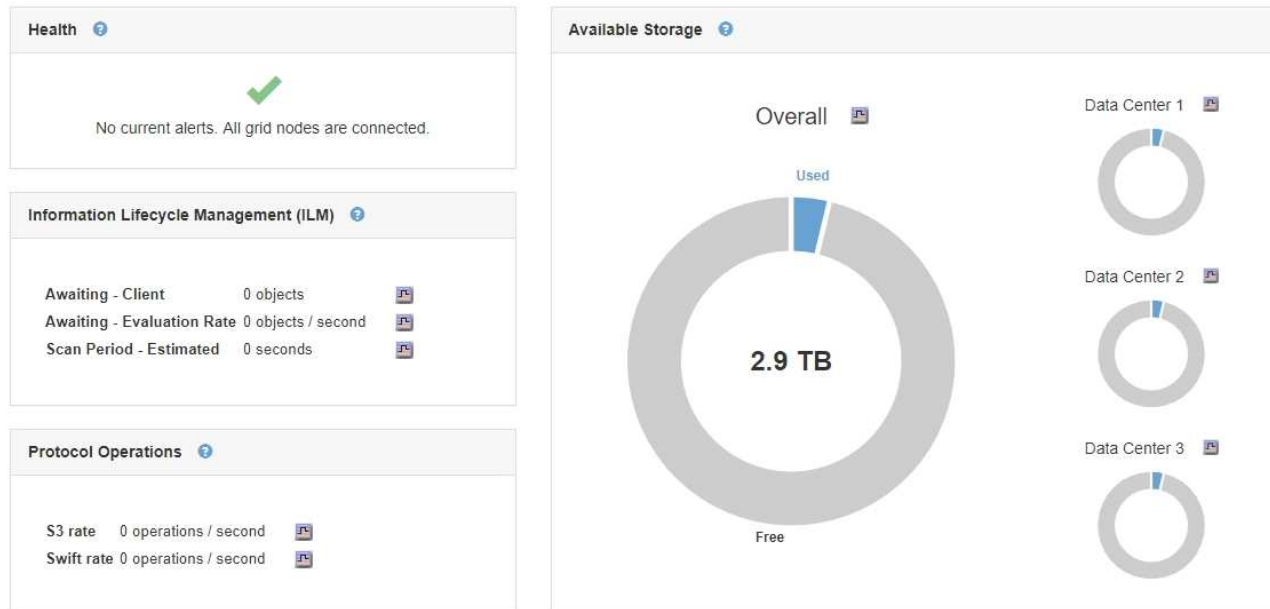 Health
No current alerts. All grid nodes are connected.
Information Lifecycle Management (ILM)
Awaiting - Client 0 objects
Awaiting - Evaluation Rate 0 objects / second
Scan Period - Estimated 0 seconds
Protocol Operations
S3 rate 0 operations / second
Swift rate 0 operations / second
Available Storage
Overall
Used
2.9 TB
Free
Data Center 1
Data Center 2
Data Center 3